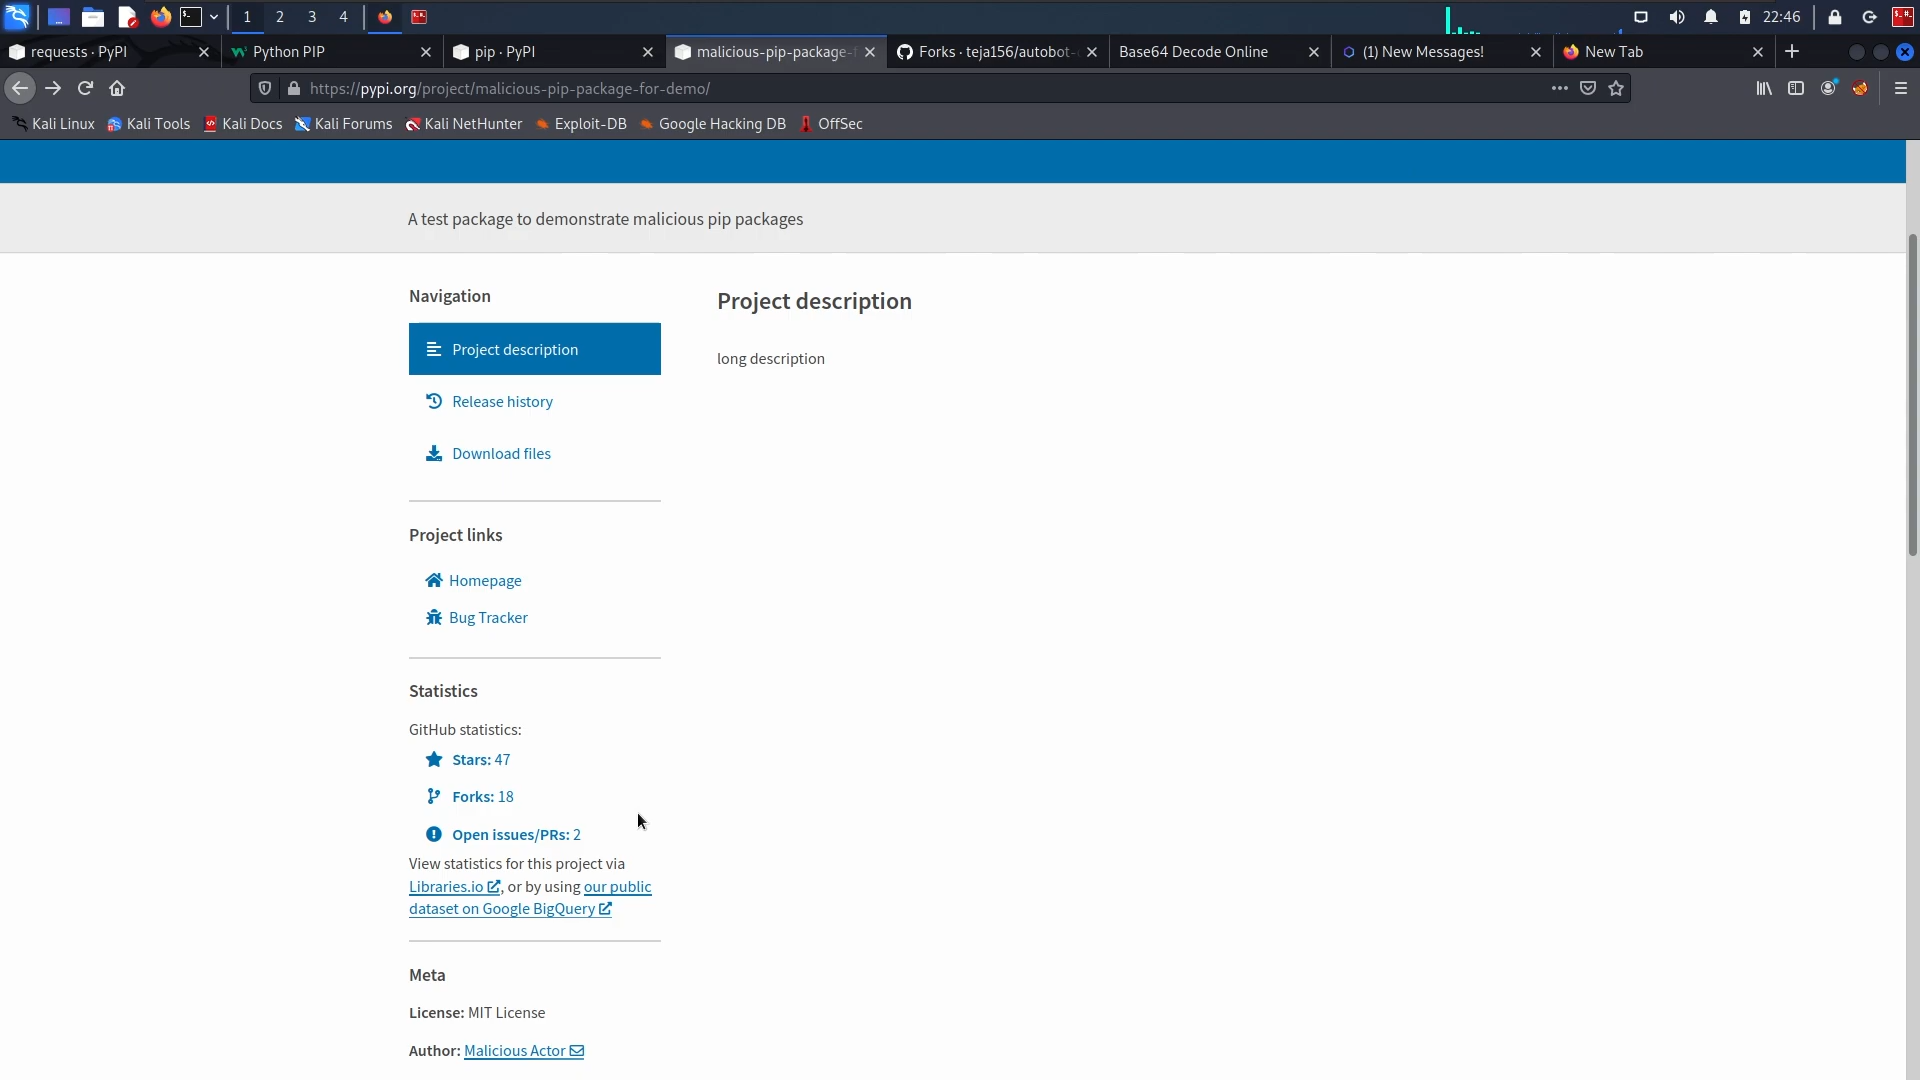 1 2 3 4 22:46
requests · PyPI Python PIP pip · PyPI malicious-pip-package- Forks · teja156/autobot- Base64 Decode Online (1) New Messages! New Tab
https://pypi.org/project/malicious-pip-package-for-demo/
Kali Linux Kali Tools Kali Docs Kali Forums Kali NetHunter Exploit-DB Google Hacking DB OffSec
A test package to demonstrate malicious pip packages
Navigation
Project description
Release history
Download files
Project description
long description
Project links
Homepage
Bug Tracker
Statistics
GitHub statistics:
Stars: 47
Forks: 18
Open issues/PRs: 2
View statistics for this project via
Libraries.io, or by using our public
dataset on Google BigQuery
Meta
License: MIT License
Author: Malicious Actor